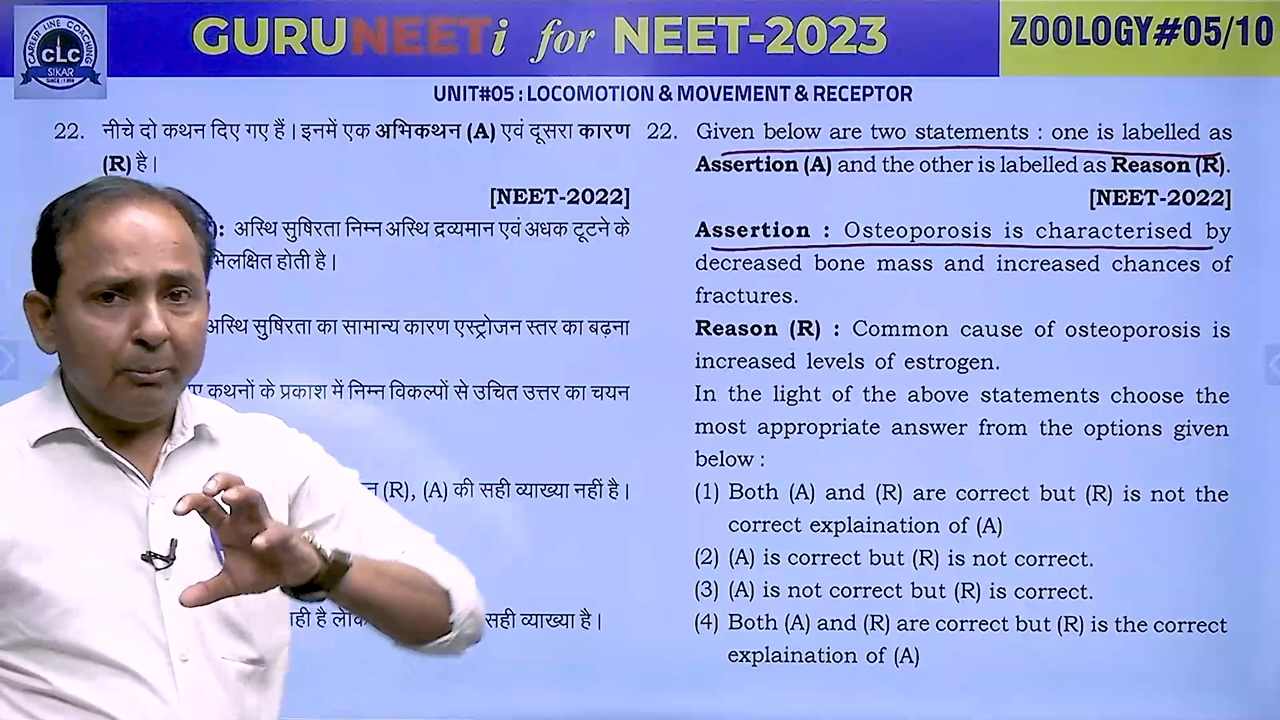 CAREER LINE COACHING
CLC
SIKAR
GURUNEETi for NEET-2023
ZOOLOGY#05/10
UNIT#05 : LOCOMOTION & MOVEMENT & RECEPTOR
22. नीचे दो कथन दिए गए हैं। इनमें एक अभिकथन (A) एवं दूसरा कारण
(R) है।
[NEET-2022]
: अस्थि सुषिरता निम्न अस्थि द्रव्यमान एवं अधक टूटने के
होती है।
अस्थि सुषिरता का सामान्य कारण एस्ट्रोजन स्तर का बढ़ना
कथनों के प्रकाश में निम्न विकल्पों से उचित उत्तर का चयन
(R), (A) की सही व्याख्या नहीं है।
सही व्याख्या है।
22. Given below are two statements : one is labelled as
Assertion (A) and the other is labelled as Reason (R).
[NEET-2022]
Assertion : Osteoporosis is characterised by
decreased bone mass and increased chances of
fractures.
Reason (R) : Common cause of osteoporosis is
increased levels of estrogen.
In the light of the above statements choose the
most appropriate answer from the options given
below :
(1) Both (A) and (R) are correct but (R) is not the
correct explaination of (A)
(2) (A) is correct but (R) is not correct.
(3) (A) is not correct but (R) is correct.
(4) Both (A) and (R) are correct but (R) is the correct
explaination of (A)